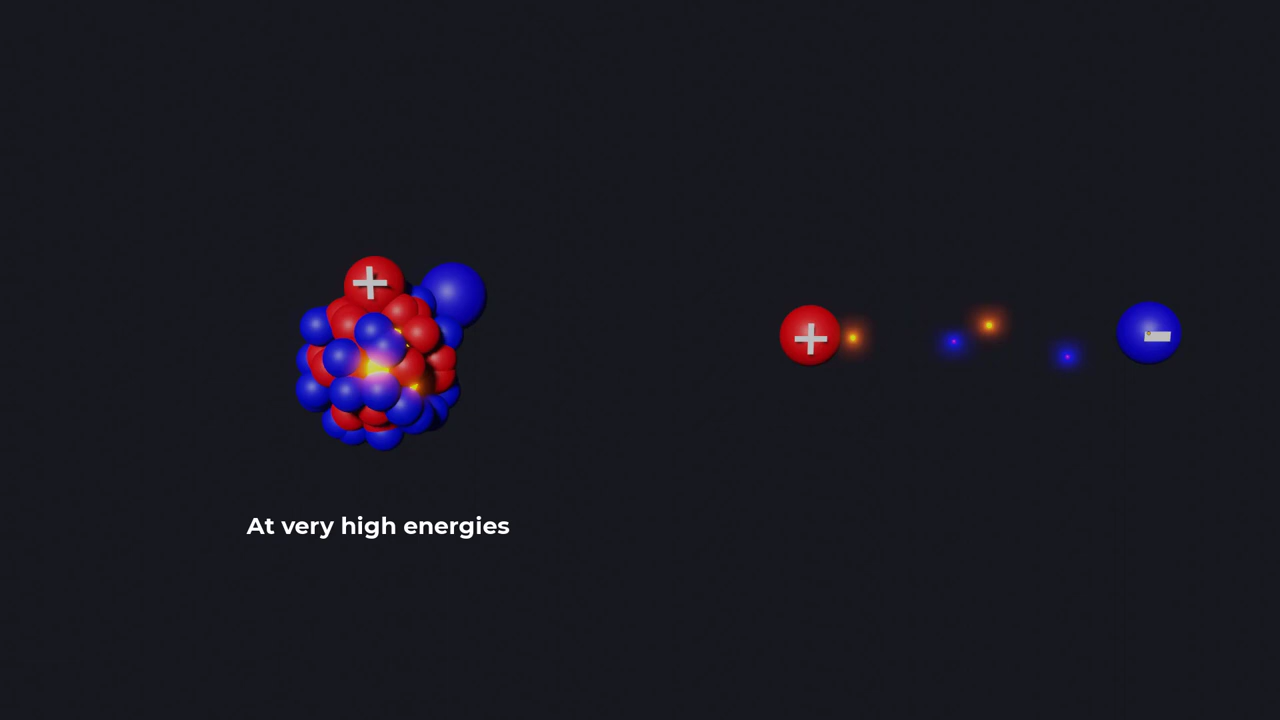 +
+
-
At very high energies